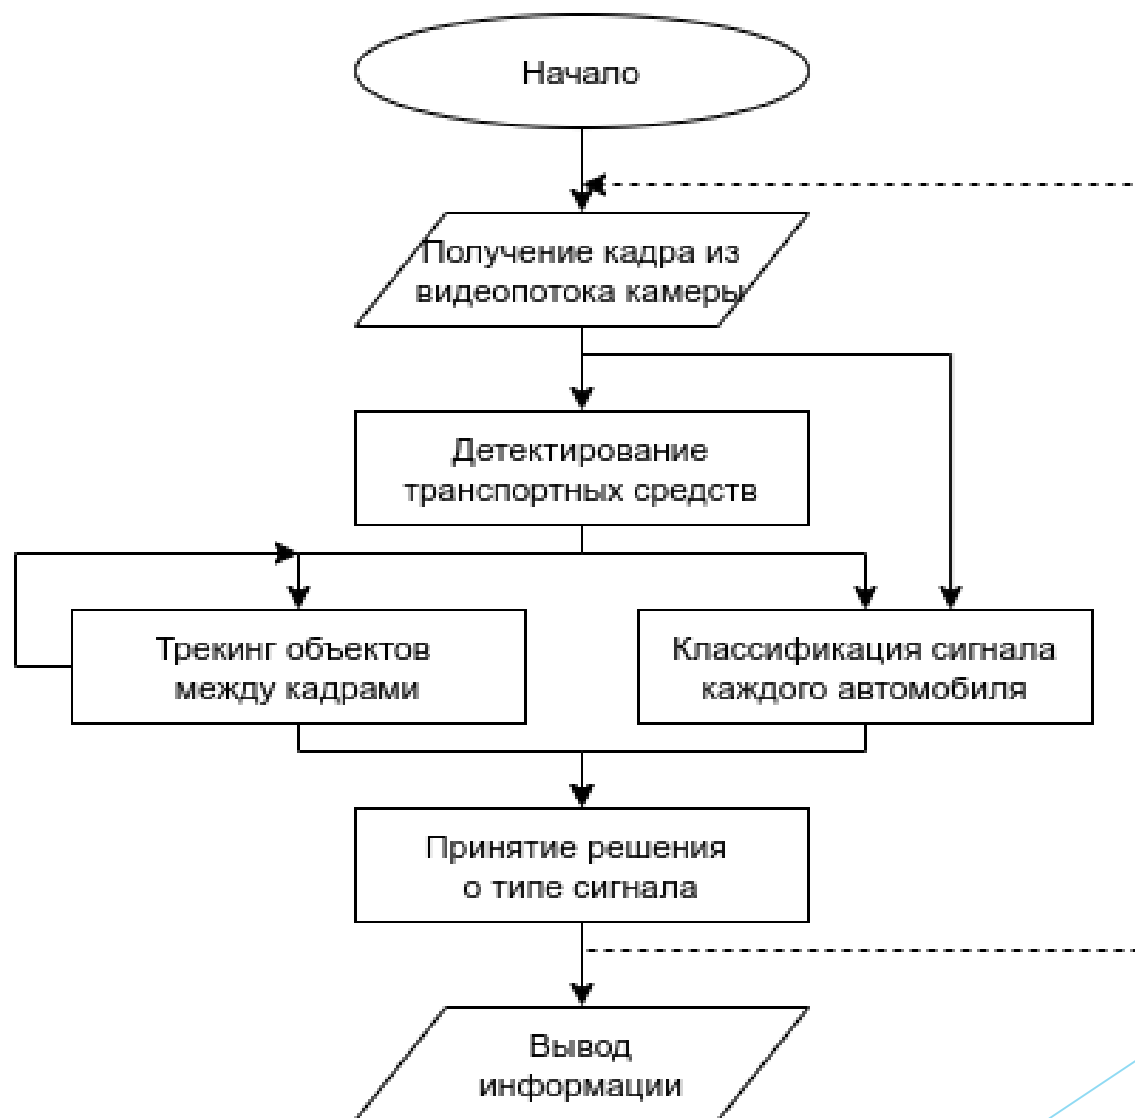 Начало
Получение кадра из
видеопотока камеры
Детектирование
транспортных средств
Трекинг объектов
между кадрами
Классификация сигнала
каждого автомобиля
Принятие решения
о типе сигнала
Вывод
информации